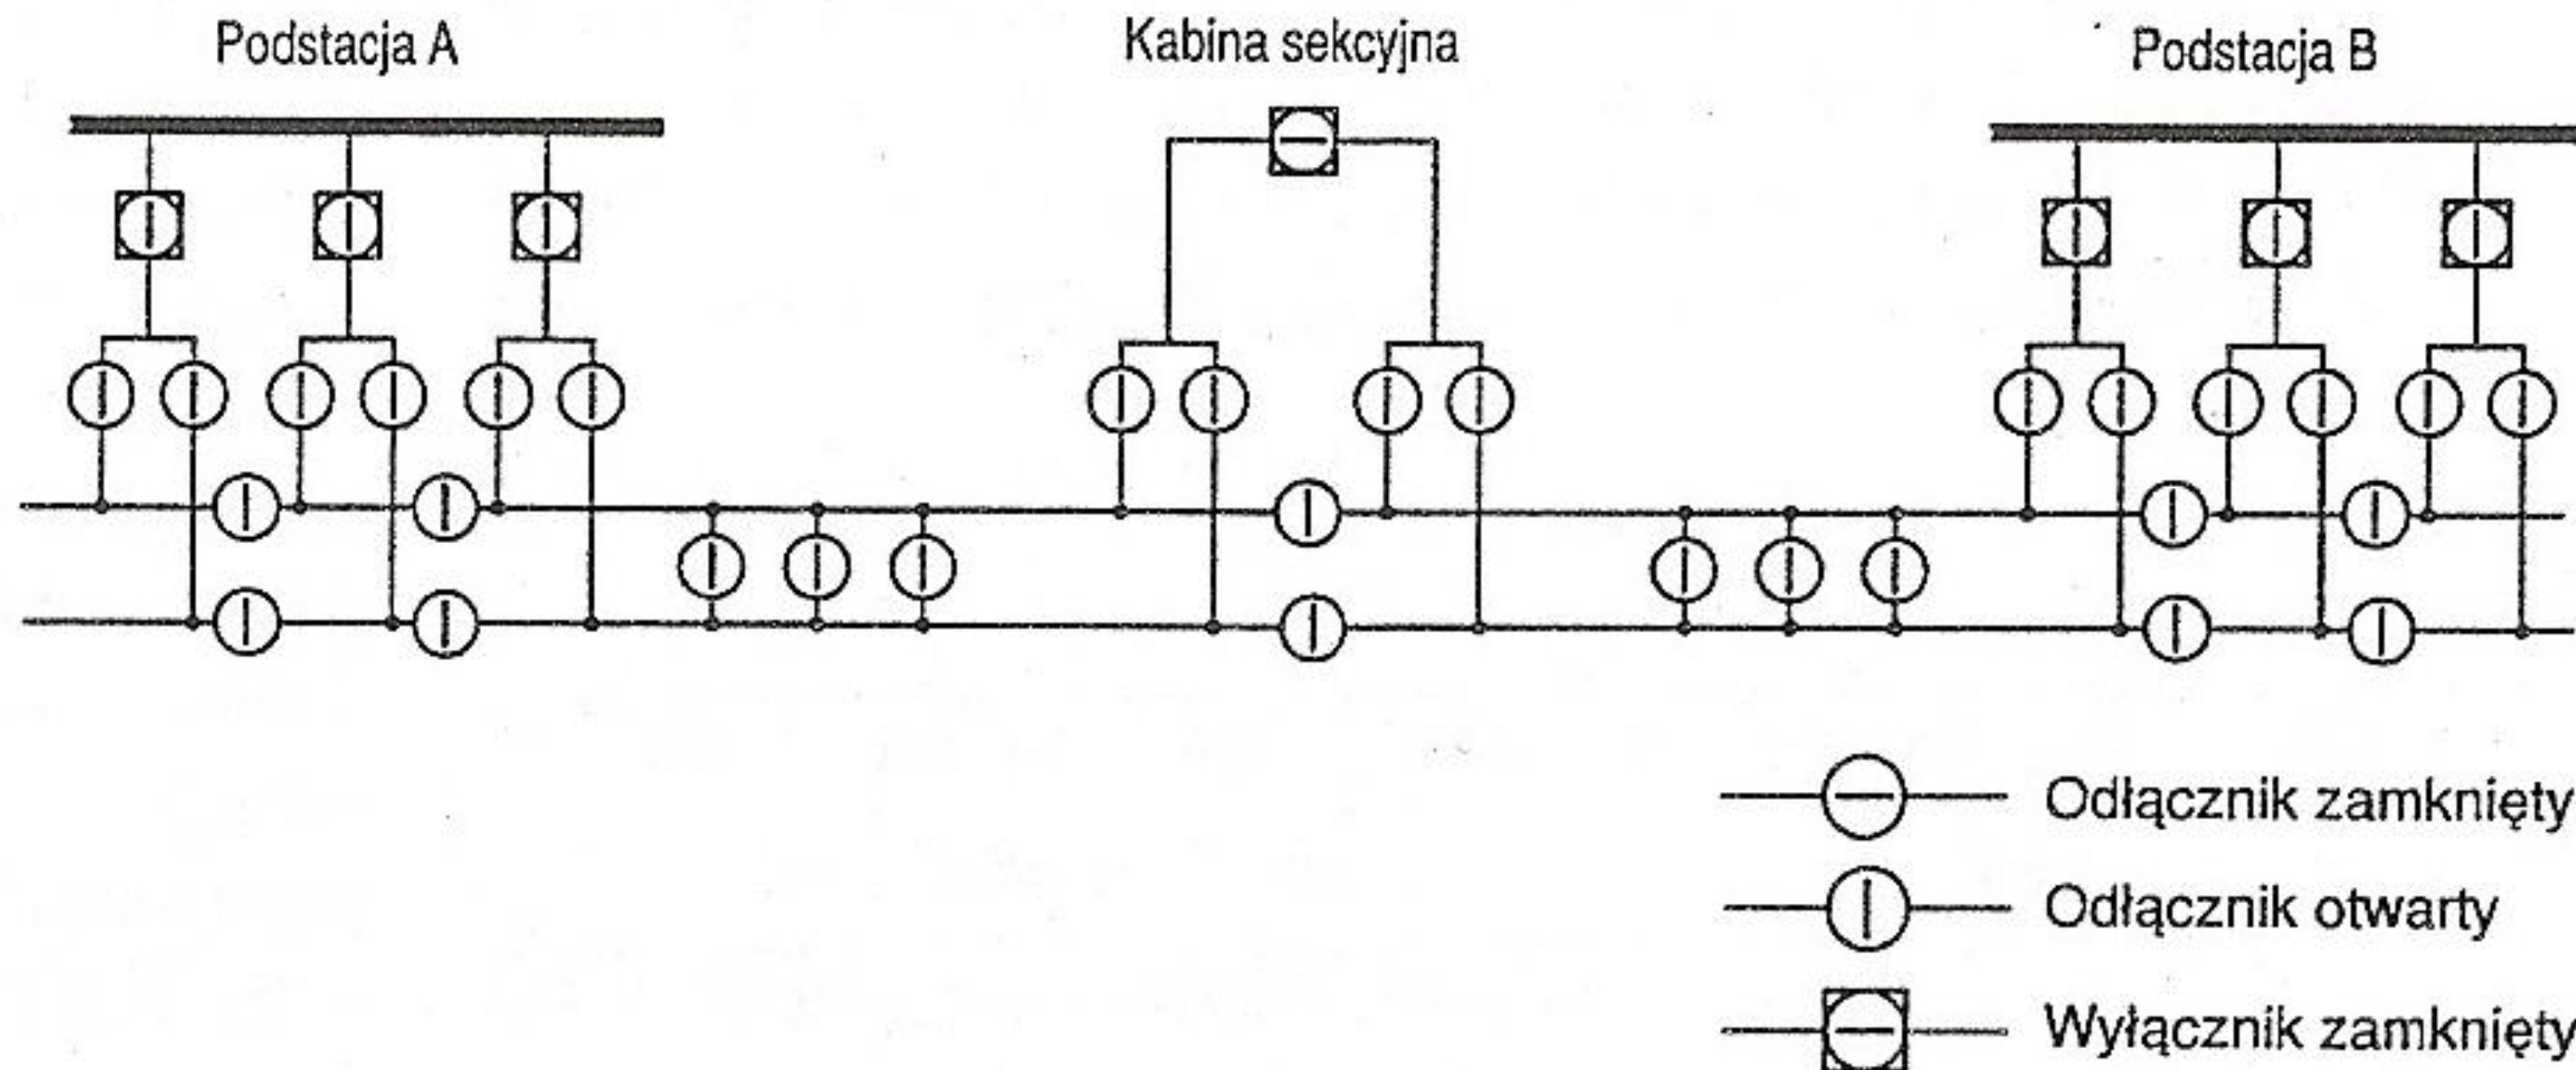 Podstacja A
Kabina sekcyjna
Podstacja B
Odłącznik zamknięty
Odłącznik otwarty
Wyłącznik zamknięty